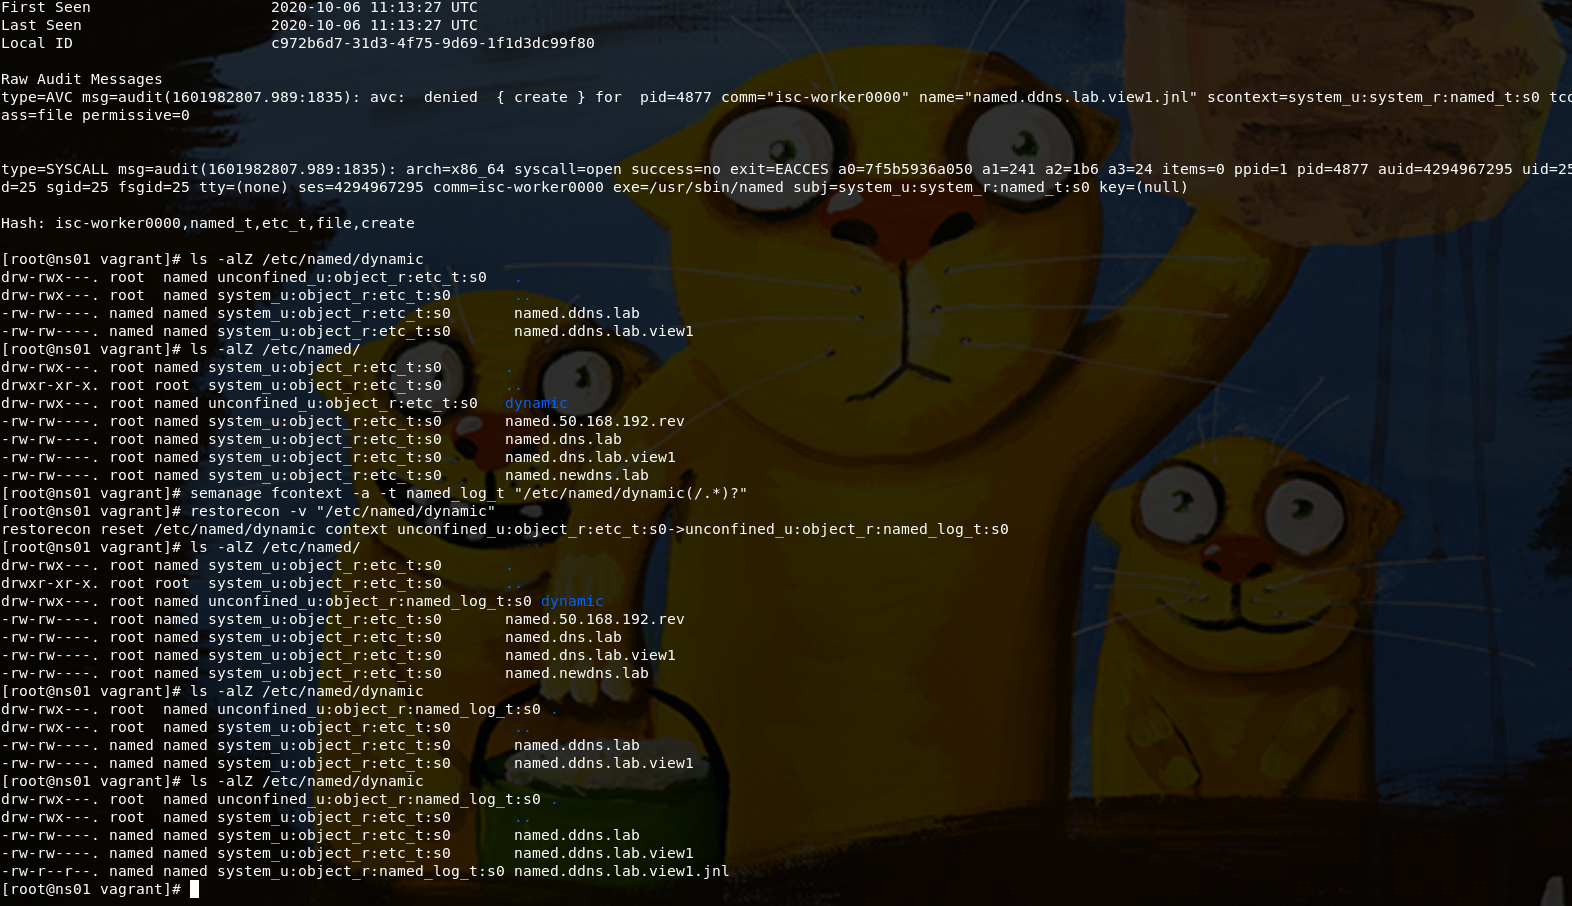 First Seen                    2020-10-06 11:13:27 UTC
Last Seen                     2020-10-06 11:13:27 UTC
Local ID                      c972b6d7-31d3-4f75-9d69-1f1d3dc99f80
Raw Audit Messages
type=AVC msg=audit(1601982807.989:1835): avc:  denied  { create } for  pid=4877 comm="isc-worker0000" name="named.ddns.lab.view1.jnl" scontext=system_u:system_r:named_t:s0 tco
ass=file permissive=0
type=SYSCALL msg=audit(1601982807.989:1835): arch=x86_64 syscall=open success=no exit=EACCES a0=7f5b5936a050 a1=241 a2=1b6 a3=24 items=0 ppid=1 pid=4877 auid=4294967295 uid=25
d=25 sgid=25 fsgid=25 tty=(none) ses=4294967295 comm=isc-worker0000 exe=/usr/sbin/named subj=system_u:system_r:named_t:s0 key=(null)
Hash: isc-worker0000,named_t,etc_t,file,create
[root@ns01 vagrant]# ls -alZ /etc/named/dynamic
drw-rwx---. root  named unconfined_u:object_r:etc_t:s0   .
drw-rwx---. root  named system_u:object_r:etc_t:s0       ..
-rw-rw----. named named system_u:object_r:etc_t:s0       named.ddns.lab
-rw-rw----. named named system_u:object_r:etc_t:s0       named.ddns.lab.view1
[root@ns01 vagrant]# ls -alZ /etc/named/
drw-rwx---. root named system_u:object_r:etc_t:s0       .
drwxr-xr-x. root root  system_u:object_r:etc_t:s0       ..
drw-rwx---. root named unconfined_u:object_r:etc_t:s0   dynamic
-rw-rw----. root named system_u:object_r:etc_t:s0       named.50.168.192.rev
-rw-rw----. root named system_u:object_r:etc_t:s0       named.dns.lab
-rw-rw----. root named system_u:object_r:etc_t:s0       named.dns.lab.view1
-rw-rw----. root named system_u:object_r:etc_t:s0       named.newdns.lab
[root@ns01 vagrant]# semanage fcontext -a -t named_log_t "/etc/named/dynamic(/.*)?"
[root@ns01 vagrant]# restorecon -v "/etc/named/dynamic"
restorecon reset /etc/named/dynamic context unconfined_u:object_r:etc_t:s0->unconfined_u:object_r:named_log_t:s0
[root@ns01 vagrant]# ls -alZ /etc/named/
drw-rwx---. root named system_u:object_r:etc_t:s0       .
drwxr-xr-x. root root  system_u:object_r:etc_t:s0       ..
drw-rwx---. root named unconfined_u:object_r:named_log_t:s0 dynamic
-rw-rw----. root named system_u:object_r:etc_t:s0       named.50.168.192.rev
-rw-rw----. root named system_u:object_r:etc_t:s0       named.dns.lab
-rw-rw----. root named system_u:object_r:etc_t:s0       named.dns.lab.view1
-rw-rw----. root named system_u:object_r:etc_t:s0       named.newdns.lab
[root@ns01 vagrant]# ls -alZ /etc/named/dynamic
drw-rwx---. root  named unconfined_u:object_r:named_log_t:s0 .
drw-rwx---. root  named system_u:object_r:etc_t:s0       ..
-rw-rw----. named named system_u:object_r:etc_t:s0       named.ddns.lab
-rw-rw----. named named system_u:object_r:etc_t:s0       named.ddns.lab.view1
[root@ns01 vagrant]# ls -alZ /etc/named/dynamic
drw-rwx---. root  named unconfined_u:object_r:named_log_t:s0 .
drw-rwx---. root  named system_u:object_r:etc_t:s0       ..
-rw-rw----. named named system_u:object_r:etc_t:s0       named.ddns.lab
-rw-rw----. named named system_u:object_r:etc_t:s0       named.ddns.lab.view1
-rw-r--r--. named named system_u:object_r:named_log_t:s0 named.ddns.lab.view1.jnl
[root@ns01 vagrant]#